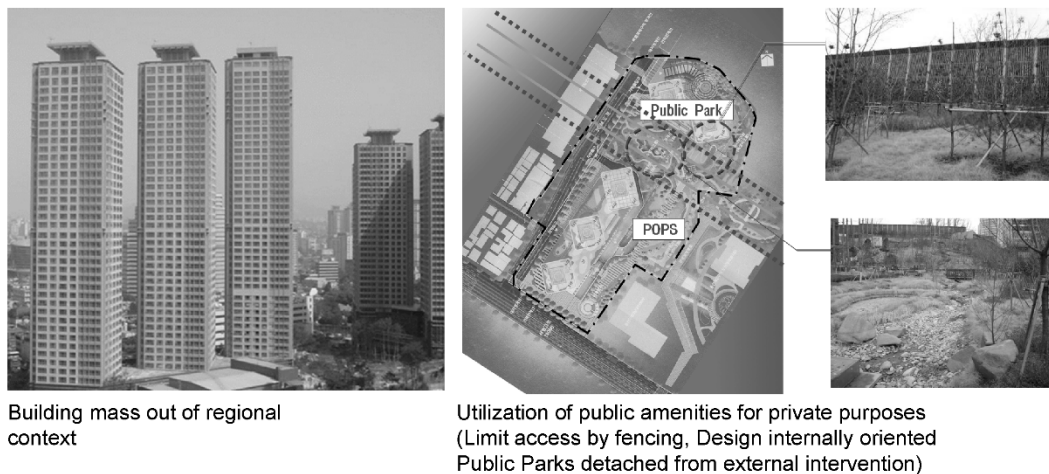 Public Park
POPS
Building mass out of regional
context
Utilization of public amenities for private purposes
(Limit access by fencing, Design internally oriented
Public Parks detached from external intervention)